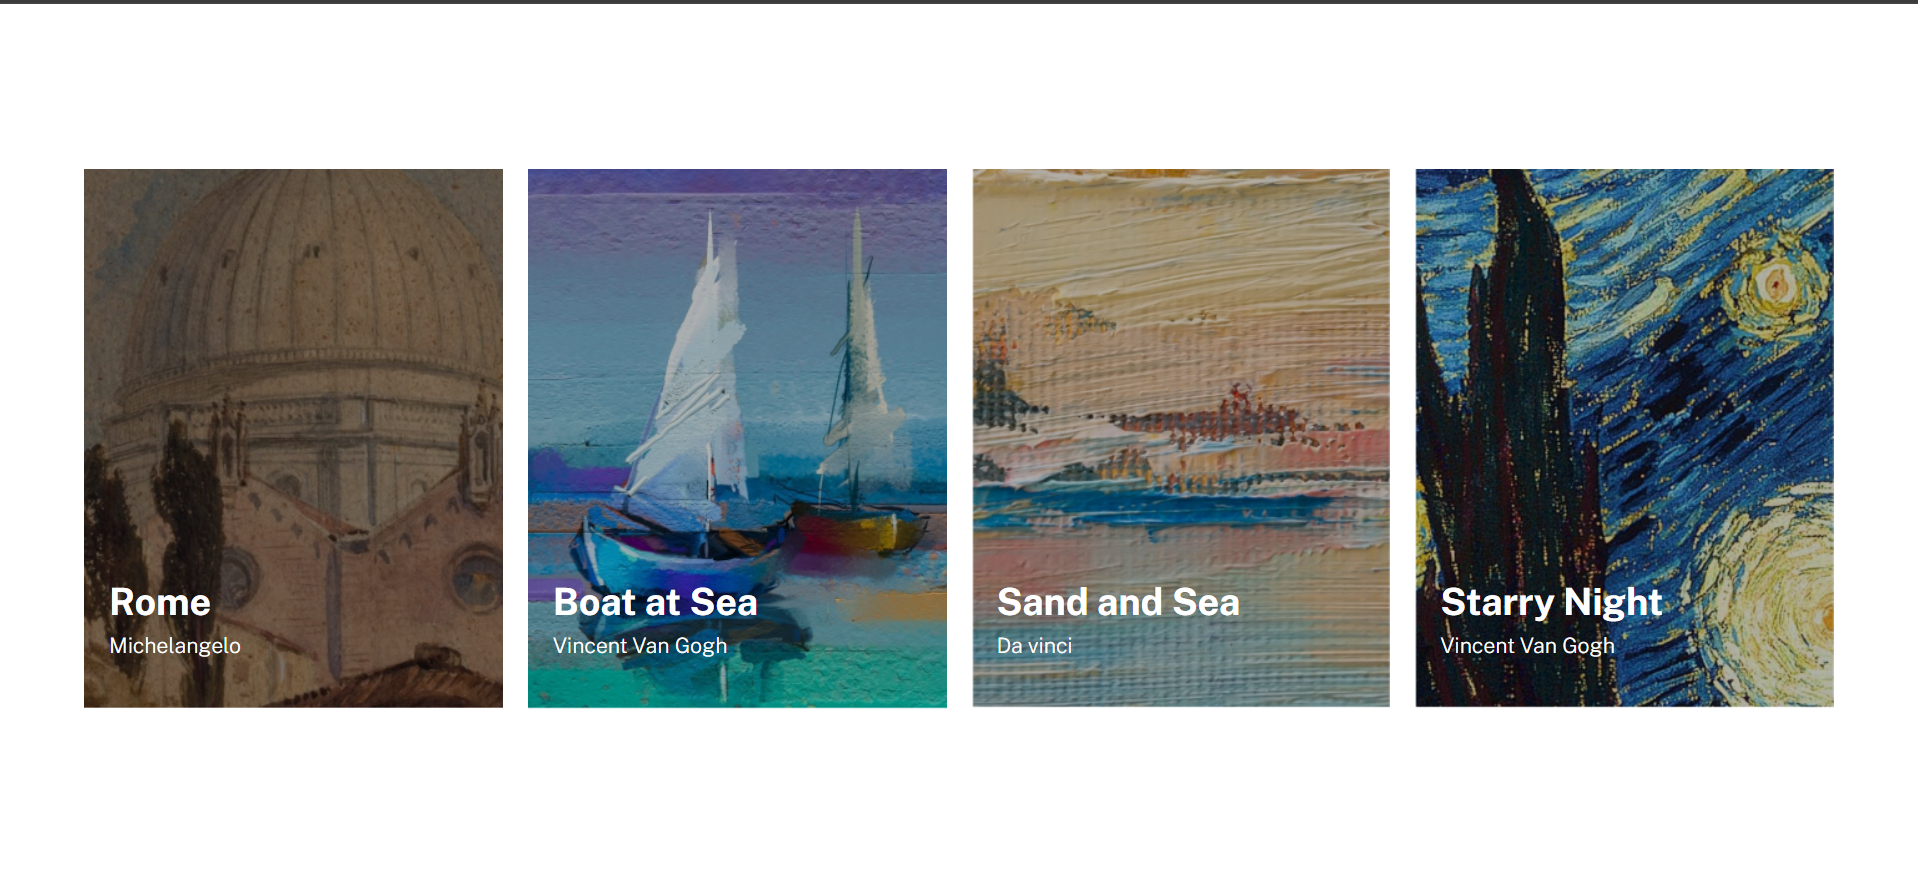 Rome
Michelangelo
Boat at Sea
Vincent Van Gogh
Sand and Sea
Da vinci
Starry Night
Vincent Van Gogh